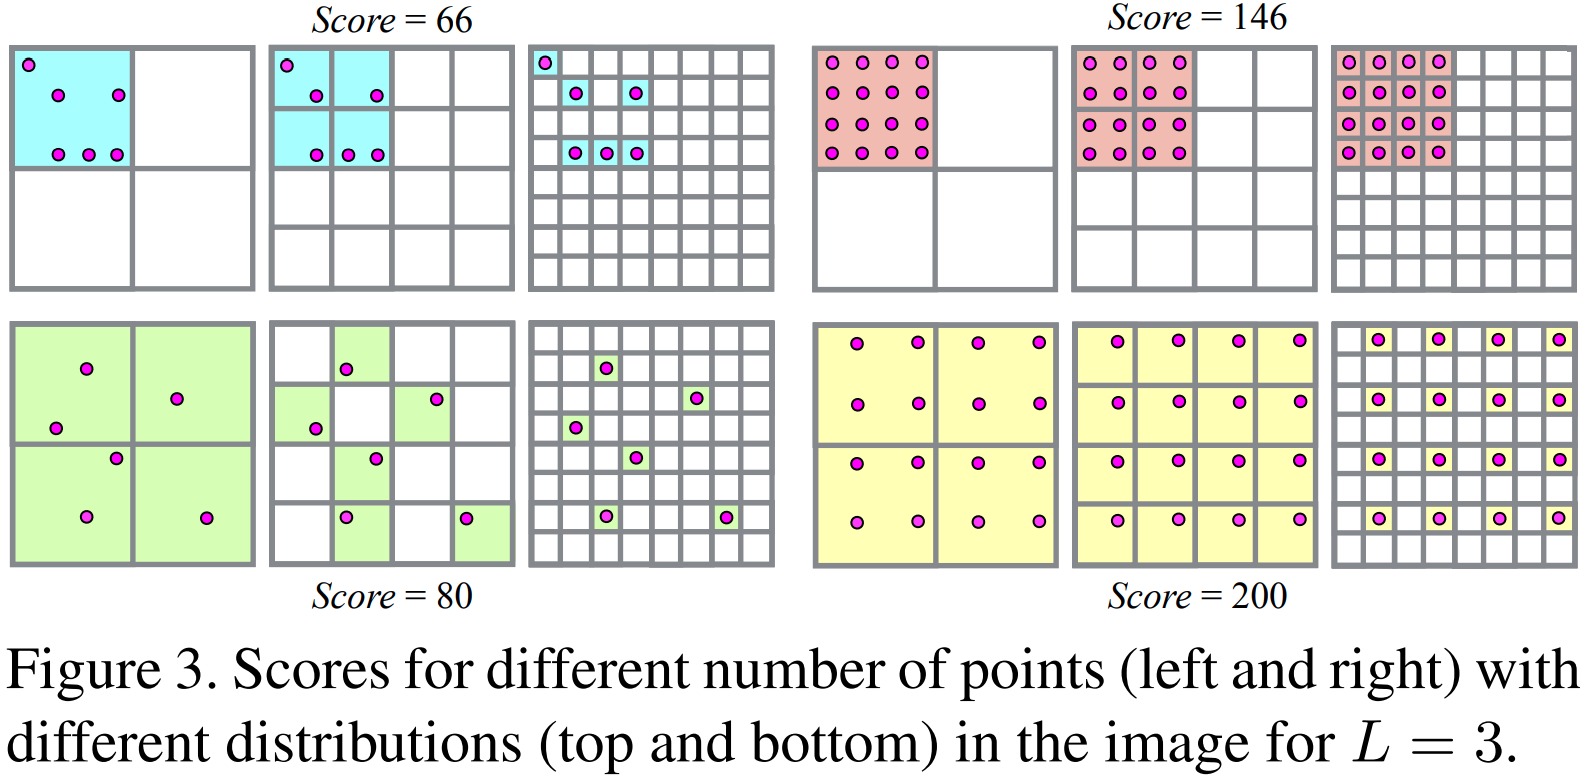 Score = 66
Score = 146
Score = 80
Score = 200
Figure 3. Scores for different number of points (left and right) with
different distributions (top and bottom) in the image for L = 3.